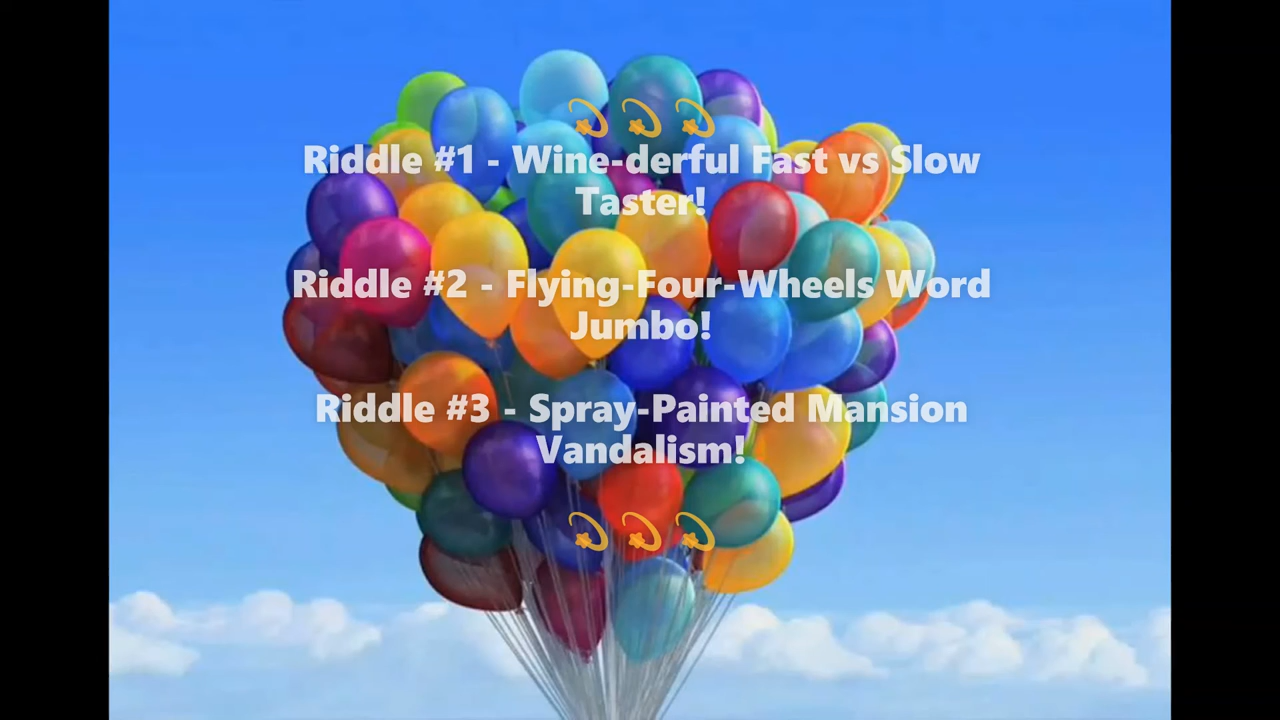 Riddle #1 - Wine-derful Fast vs Slow
Taster!
Riddle #2 - Flying-Four-Wheels Word
Jumbo!
Riddle #3 - Spray-Painted Mansion
Vandalism!